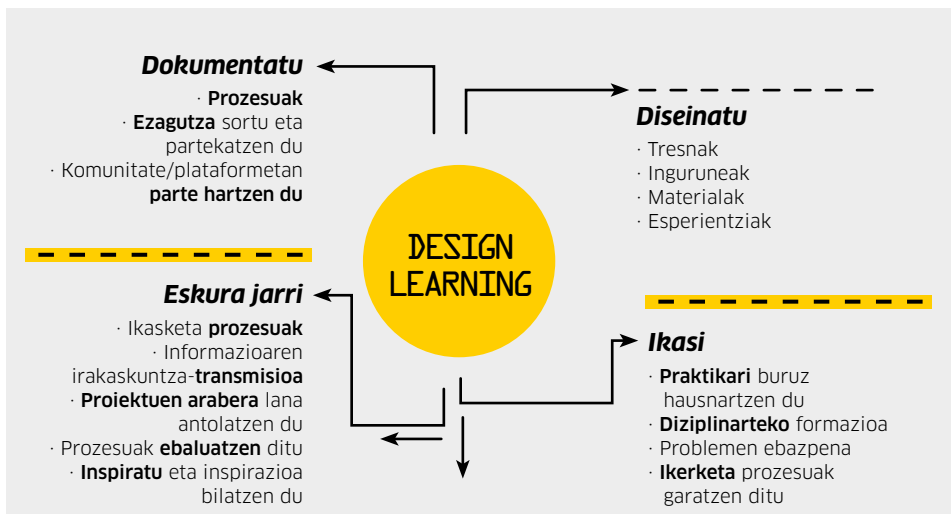 Dokumentatu
· Prozesuak
· Ezagutza sortu eta
partekatzen du
· Komunitate/plataformetan
parte hartzen du
Diseinatu
· Tresnak
· Inguruneak
· Materialak
· Esperientziak
DESIGN
LEARNING
Eskura jarri
· Ikasketa prozesuak
· Informazioaren
irakaskuntza-transmisioa
· Proiektuen arabera lana
antolatzen du
· Prozesuak ebaluatzen ditu
· Inspiratu eta inspirazioa
bilatzen du
Ikasi
· Praktikari buruz
hausnartzen du
· Diziplinarteko formazioa
· Problemen ebazpena
· Ikerketa prozesuak
garatzen ditu